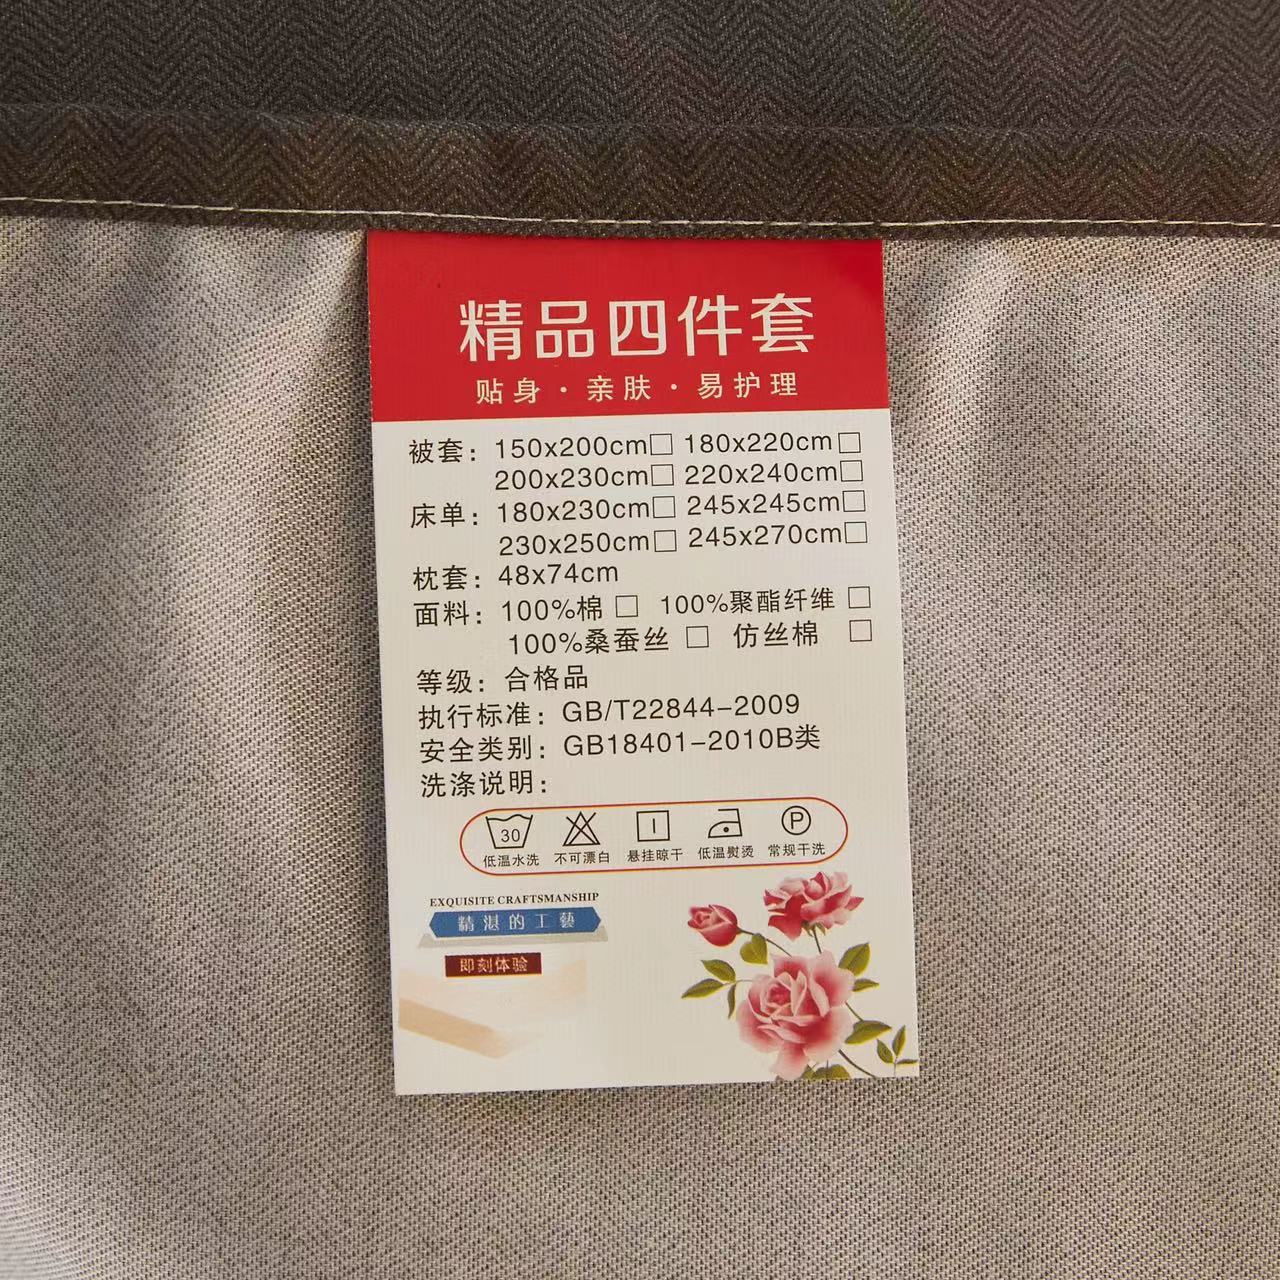 精品四件套
贴身·亲肤·易护理
被套：150x200cm□ 180x220cm□
200x230cm□ 220x240cm□
床单：180x230cm□ 245x245cm□
230x250cm□ 245x270cm□
枕套：48x74cm
面料：100%棉 □ 100%聚酯纤维 □
100%桑蚕丝 □ 仿丝棉 □
等级：合格品
执行标准：GB/T22844-2009
安全类别：GB18401-2010B类
洗涤说明：
30 P
低温水洗 不可漂白 悬挂晾干 低温熨烫 常规干洗
EXQUISITE CRAFTSMANSHIP
精湛的工藝
即刻体验